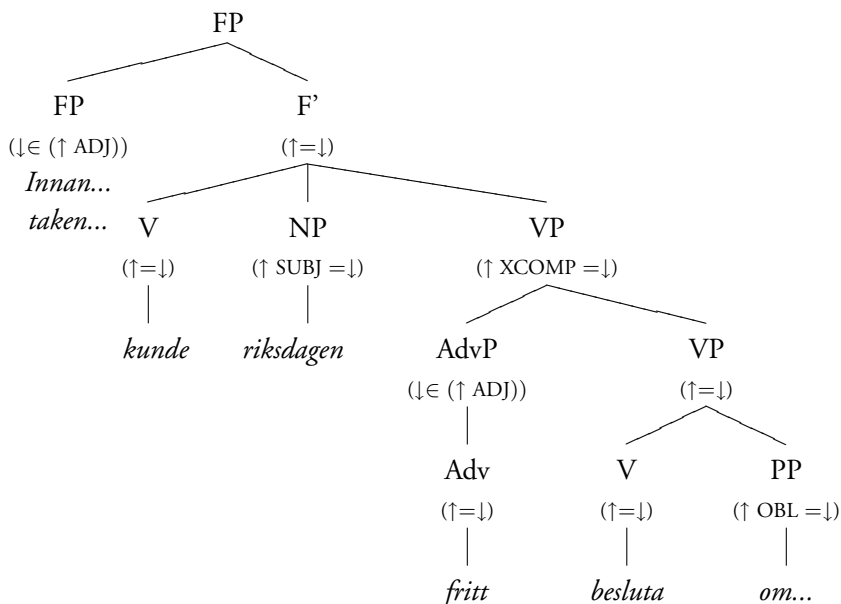 FP
FP F’
(↓∈ (↑ ADJ)) (↑=↓)
Innan...
taken... V NP VP
(↑=↓) (↑ SUBJ =↓) (↑ XCOMP =↓)
kunde riksdagen AdvP VP
(↓∈ (↑ ADJ)) (↑=↓)
Adv V PP
(↑=↓) (↑=↓) (↑ OBL =↓)
fritt besluta om...